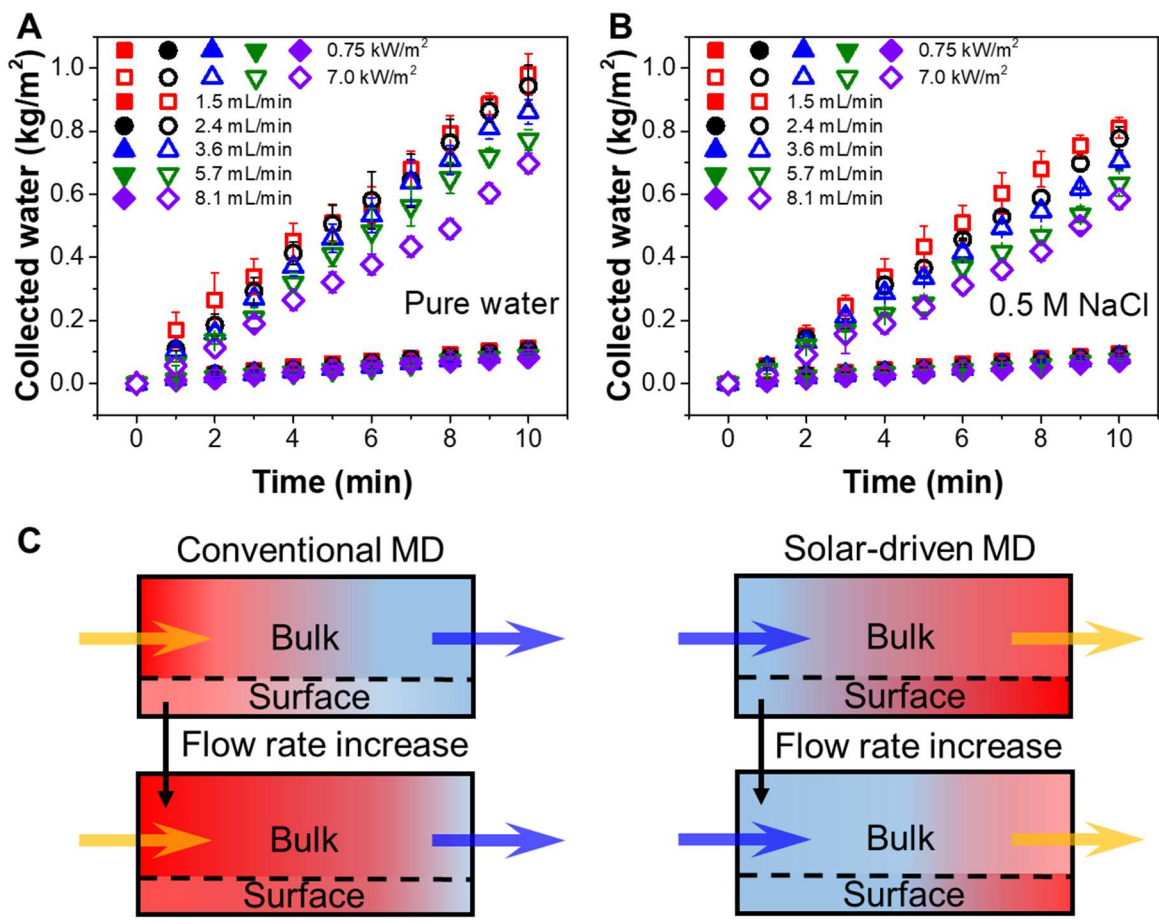 A
0.75 kW/m²
7.0 kW/m²
1.5 mL/min
2.4 mL/min
3.6 mL/min
5.7 mL/min
8.1 mL/min
Pure water
Collected water (kg/m²)
1.0
0.8
0.6
0.4
0.2
0.0
0 2 4 6 8 10
Time (min)
B
0.75 kW/m²
7.0 kW/m²
1.5 mL/min
2.4 mL/min
3.6 mL/min
5.7 mL/min
8.1 mL/min
0.5 M NaCl
Collected water (kg/m²)
1.0
0.8
0.6
0.4
0.2
0.0
0 2 4 6 8 10
Time (min)
C
Conventional MD
Bulk
Surface
Flow rate increase
Bulk
Surface
Solar-driven MD
Bulk
Surface
Flow rate increase
Bulk
Surface